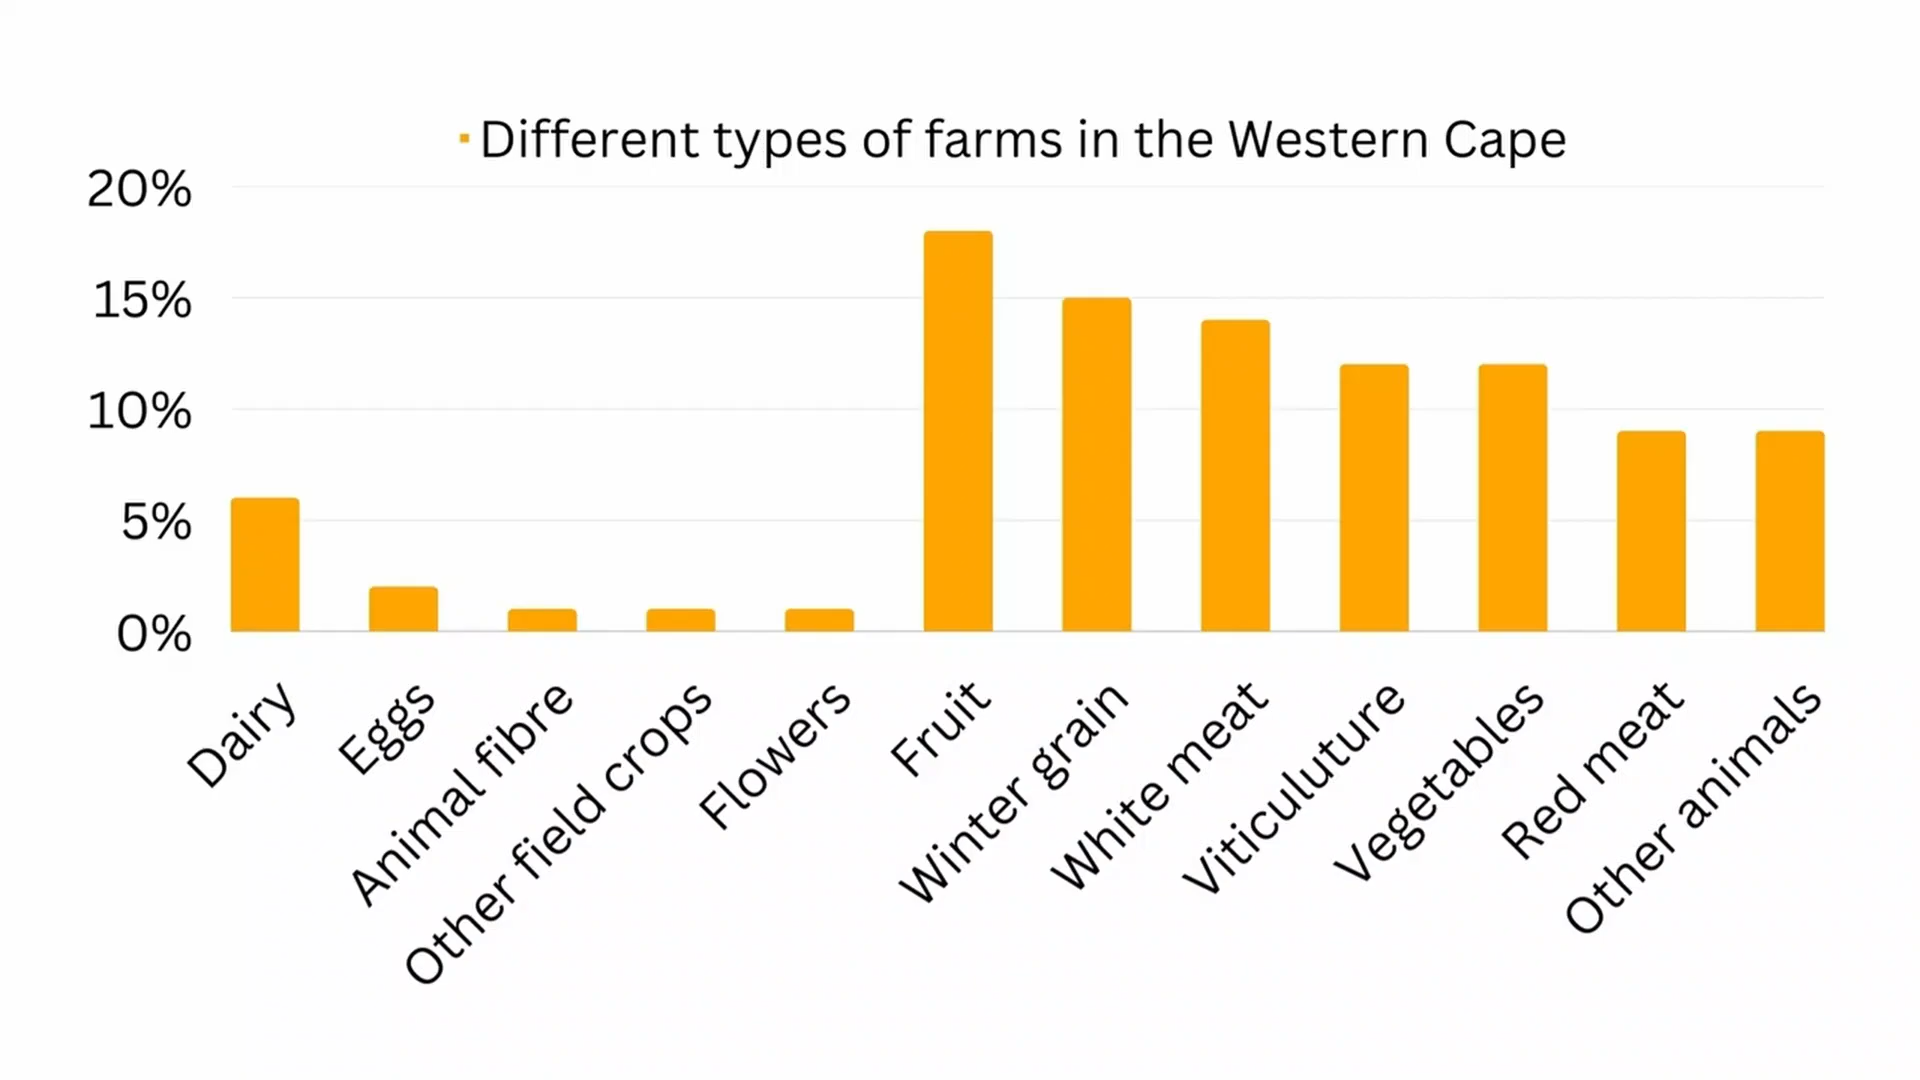 Different types of farms in the Western Cape
20%
15%
10%
5%
0%
Dairy
Eggs
Animal fibre
Other field crops
Flowers
Fruit
Winter grain
White meat
Viticuluture
Vegetables
Red meat
Other animals